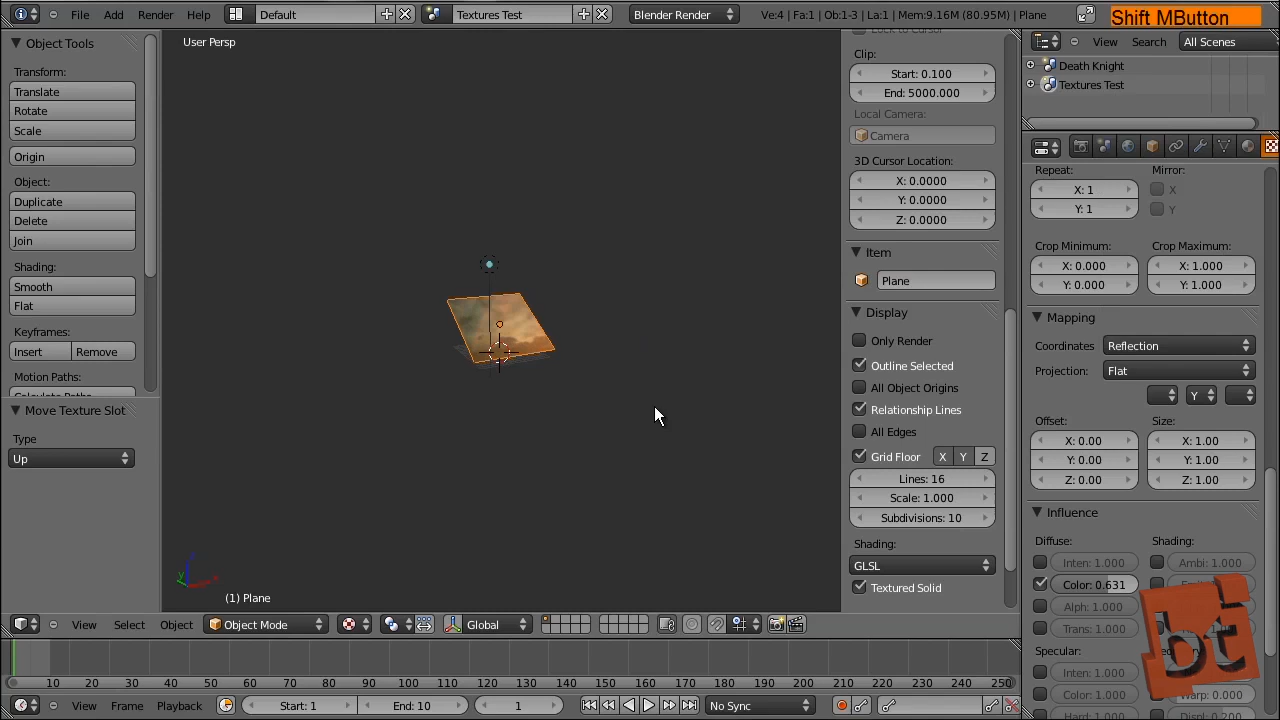 File Add Render Help Default Textures Test Blender Render Ve:4 | Fa:1 | Ob:1-3 | La:1 | Mem:9.16M (80.95M) | Plane
Shift MButton
Object Tools
Transform:
Translate
Rotate
Scale
Origin
Object:
Duplicate
Delete
Join
Shading:
Smooth
Flat
Keyframes:
Insert Remove
Motion Paths:
Move Texture Slot
Type
Up
User Persp
(1) Plane
Lock to Cursor
Clip:
Start: 0.100
End: 5000.000
Local Camera:
Camera
3D Cursor Location:
X: 0.0000
Y: 0.0000
Z: 0.0000
Item
Plane
Display
Only Render
Outline Selected
All Object Origins
Relationship Lines
All Edges
Grid Floor X Y Z
Lines: 16
Scale: 1.000
Subdivisions: 10
Shading:
GLSL
Textured Solid
View Search All Scenes
Death Knight
Textures Test
Repeat: Mirror:
X: 1 X
Y: 1 Y
Crop Minimum: Crop Maximum:
X: 0.000 X: 1.000
Y: 0.000 Y: 1.000
Mapping
Coordinates Reflection
Projection: Flat
Y
Offset: Size:
X: 0.00 X: 1.00
Y: 0.00 Y: 1.00
Z: 0.00 Z: 1.00
Influence
Diffuse: Shading:
Inten: 1.000 Ambi: 1.000
Color: 0.631
Alph: 1.000
Trans: 1.000
Specular:
Inten: 1.000
Color: 1.000 Warp: 0.000
Hard: 1.000 Displ: 0.200
bt
View Select Object Object Mode Global
10 20 30 40 50 60 70 80 90 100 110 120 130 140 150 160 170 180 190 200 210 220 230 240 250
View Frame Playback Start: 1 End: 10 1 No Sync